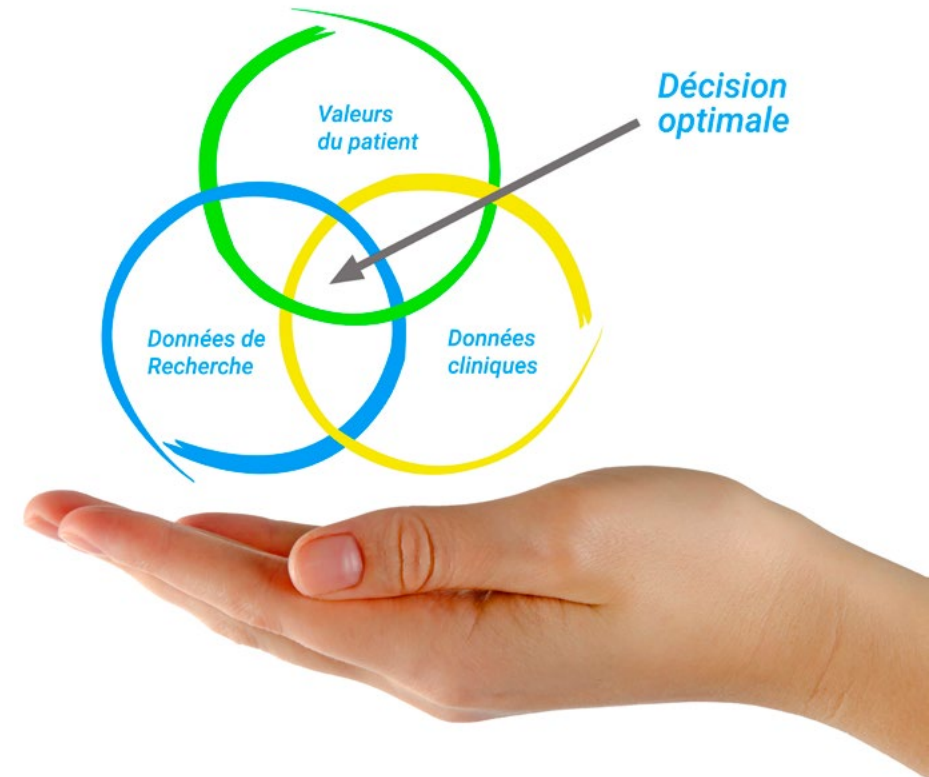 Décision
optimale
Valeurs
du patient
Données de
Recherche
Données
cliniques